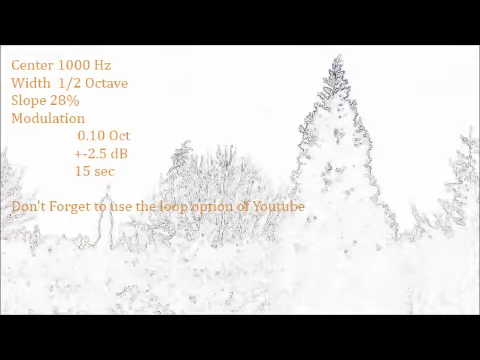 Center 1000 Hz
Width 1/2 Octave
Slope 28%
Modulation
0.10 Oct
+-2.5 dB
15 sec
Don't Forget to use the loop option of Youtube